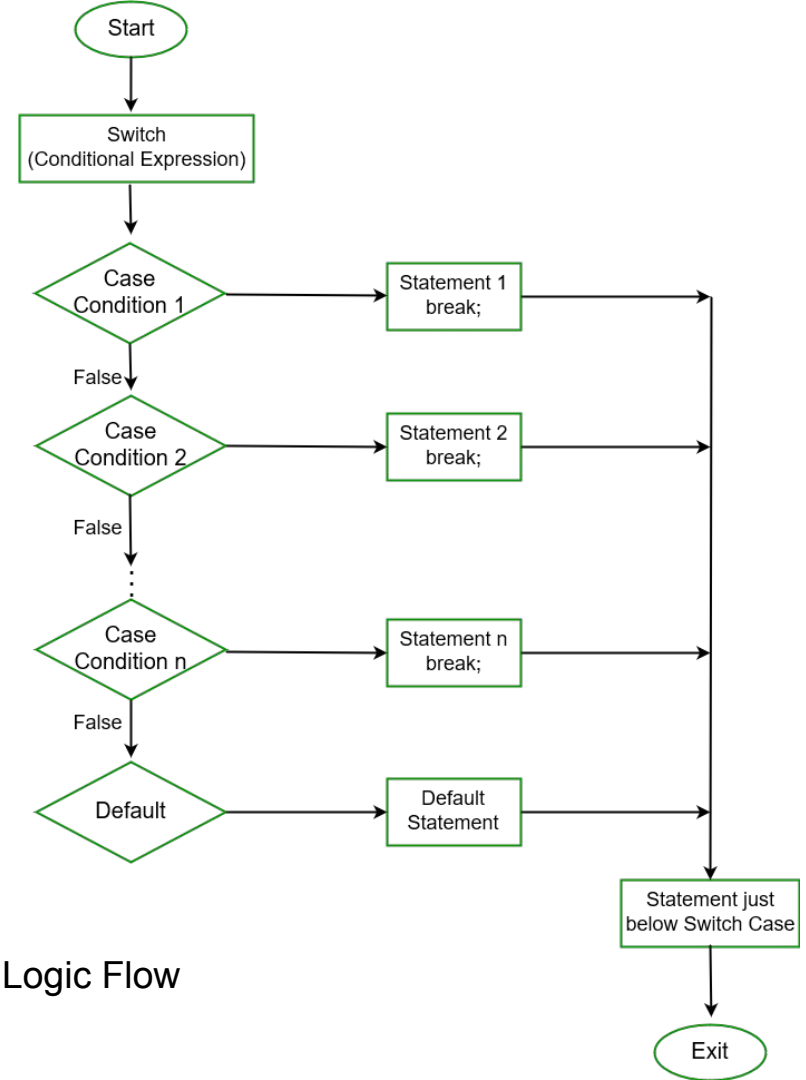 Start
Switch
(Conditional Expression)
Case
Condition 1
Statement 1
break;
False
Case
Condition 2
Statement 2
break;
False
Case
Condition n
Statement n
break;
False
Default
Default
Statement
Statement just
below Switch Case
Logic Flow
Exit